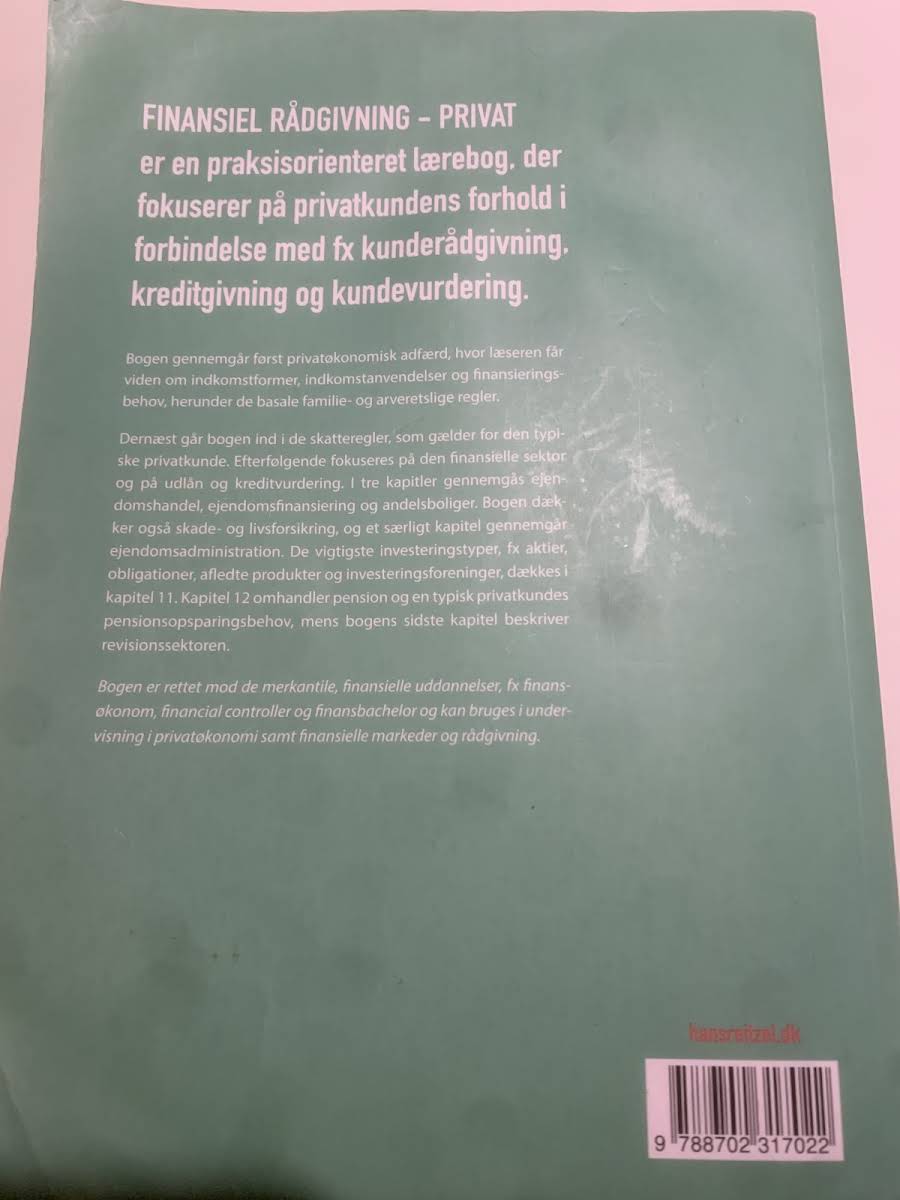 FINANSIEL RÅDGIVNING – PRIVAT
er en praksisorienteret lærebog, der
fokuserer på privatkundens forhold i
forbindelse med fx kunderådgivning,
kreditgivning og kundevurdering.
Bogen gennemgår først privatøkonomisk adfærd, hvor læseren får
viden om indkomstformer, indkomstanvendelser og finansierings-
behov, herunder de basale familie- og arveretslige regler.
Dernæst går bogen ind i de skatteregler, som gælder for den typi-
ske privatkunde. Efterfølgende fokuseres på den finansielle sektor
og på udlån og kreditvurdering. I tre kapitler gennemgås ejen-
domshandel, ejendomsfinansiering og andelsboliger. Bogen dæk-
ker også skade- og livsforsikring, og et særligt kapitel gennemgår
ejendomsadministration. De vigtigste investeringstyper, fx aktier,
obligationer, afledte produkter og investeringsforeninger, dækkes i
kapitel 11. Kapitel 12 omhandler pension og en typisk privatkundes
pensionsopsparingsbehov, mens bogens sidste kapitel beskriver
revisionssektoren.
Bogen er rettet mod de merkantile, finansielle uddannelser, fx finans-
økonom, financial controller og finansbachelor og kan bruges i under-
visning i privatøkonomi samt finansielle markeder og rådgivning.
hansreitzel.dk
9 788702 317022